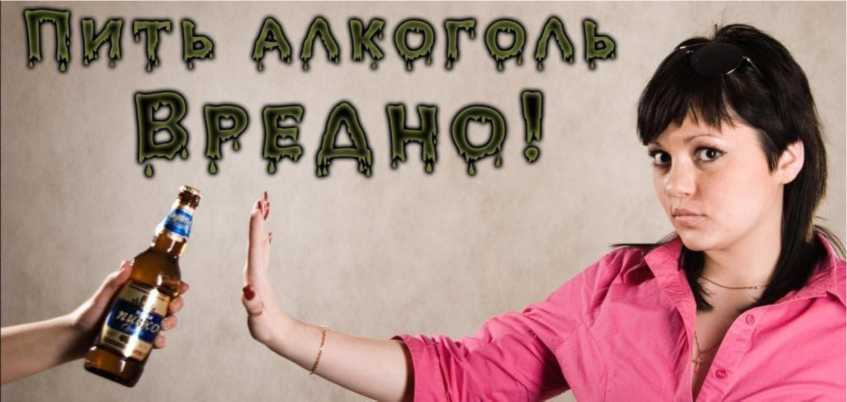 Пить алкоголь
Вредно!